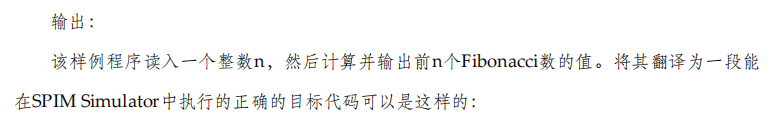 输出：
该样例程序读入一个整数n，然后计算并输出前n个Fibonacci数的值。将其翻译为一段能
在SPIM Simulator中执行的正确的目标代码可以是这样的：